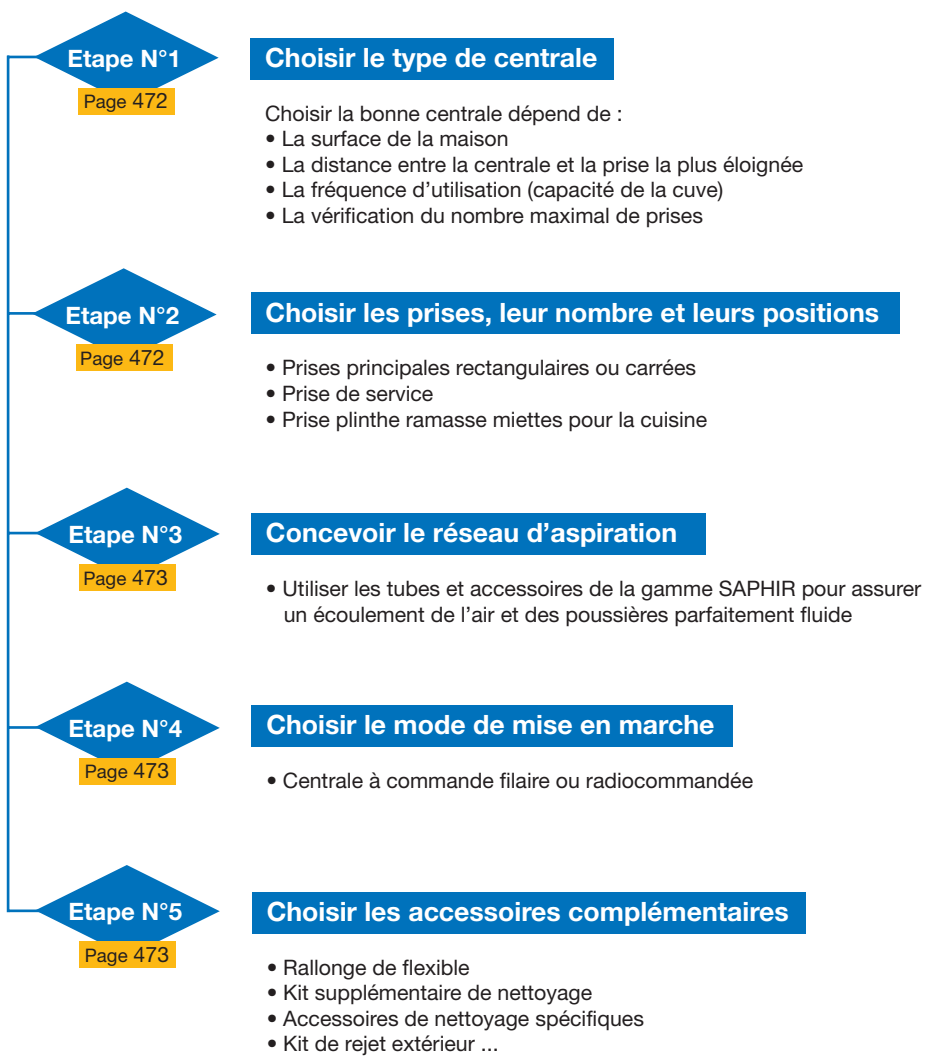 Etape N°1
Page 472
Choisir le type de centrale
Choisir la bonne centrale dépend de :
• La surface de la maison
• La distance entre la centrale et la prise la plus éloignée
• La fréquence d'utilisation (capacité de la cuve)
• La vérification du nombre maximal de prises
Etape N°2
Page 472
Choisir les prises, leur nombre et leurs positions
• Prises principales rectangulaires ou carrées
• Prise de service
• Prise plinthe ramasse miettes pour la cuisine
Etape N°3
Page 473
Concevoir le réseau d'aspiration
• Utiliser les tubes et accessoires de la gamme SAPHIR pour assurer
un écoulement de l'air et des poussières parfaitement fluide
Etape N°4
Page 473
Choisir le mode de mise en marche
• Centrale à commande filaire ou radiocommandée
Etape N°5
Page 473
Choisir les accessoires complémentaires
• Rallonge de flexible
• Kit supplémentaire de nettoyage
• Accessoires de nettoyage spécifiques
• Kit de rejet extérieur ...